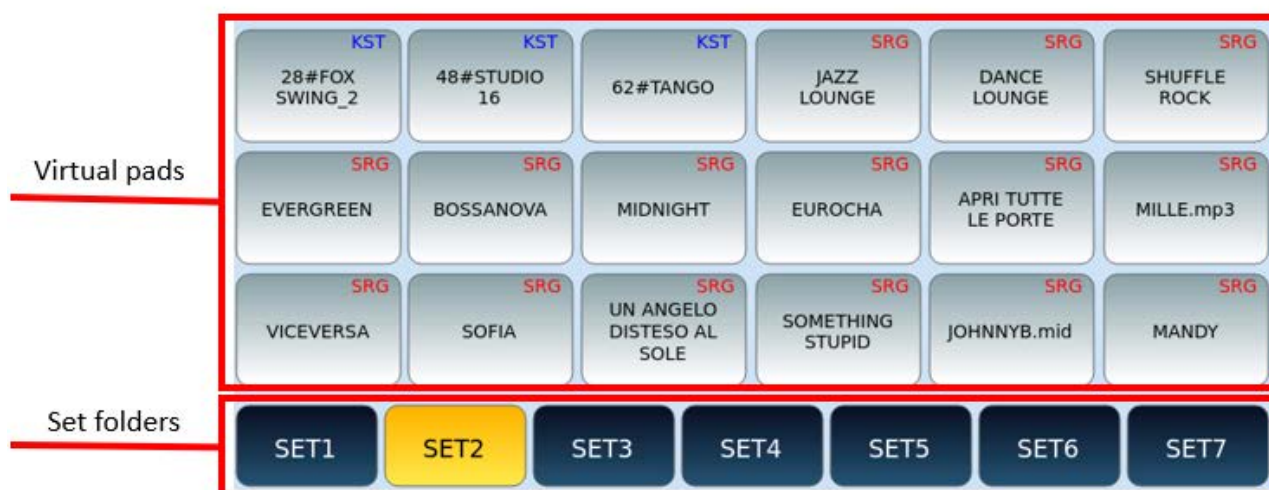 KST
28#FOX
SWING_2
KST
48#STUDIO
16
KST
62#TANGO
SRG
JAZZ
LOUNGE
SRG
DANCE
LOUNGE
SRG
SHUFFLE
ROCK
Virtual pads
SRG
EVERGREEN
SRG
BOSSANOVA
SRG
MIDNIGHT
SRG
EUROCHA
SRG
APRI TUTTE
LE PORTE
SRG
MILLE.mp3
SRG
VICEVERSA
SRG
SOFIA
SRG
UN ANGELO
DISTESO AL
SOLE
SRG
SOMETHING
STUPID
SRG
JOHNNYB.mid
SRG
MANDY
Set folders
SET1
SET2
SET3
SET4
SET5
SET6
SET7